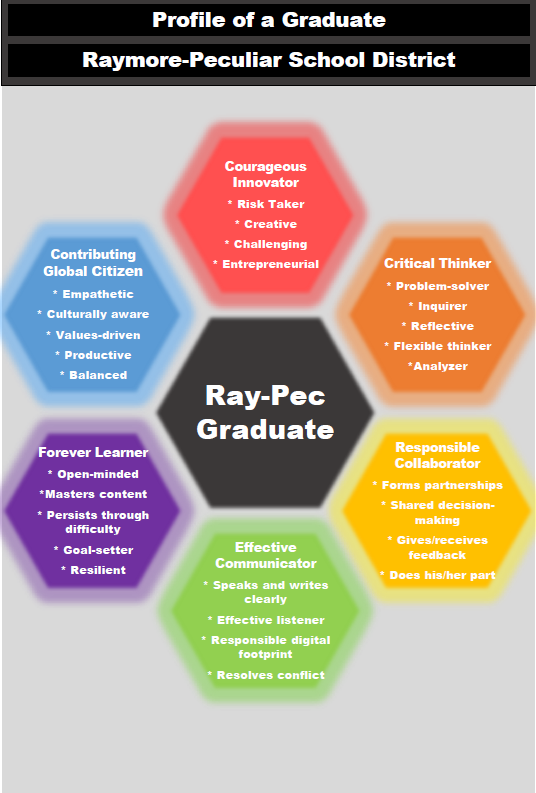 Profile of a Graduate
Raymore-Peculiar School District
Courageous
Innovator
* Risk Taker
* Creative
* Challenging
* Entrepreneurial
Contributing
Global Citizen
* Empathetic
* Culturally aware
* Values-driven
* Productive
* Balanced
Critical Thinker
* Problem-solver
* Inquirer
* Reflective
* Flexible thinker
*Analyzer
Ray-Pec
Graduate
Forever Learner
* Open-minded
*Masters content
* Persists through
difficulty
* Goal-setter
* Resilient
Responsible
Collaborator
* Forms partnerships
* Shared decision-
making
* Gives/receives
feedback
* Does his/her part
Effective
Communicator
* Speaks and writes
clearly
* Effective listener
* Responsible digital
footprint
* Resolves conflict